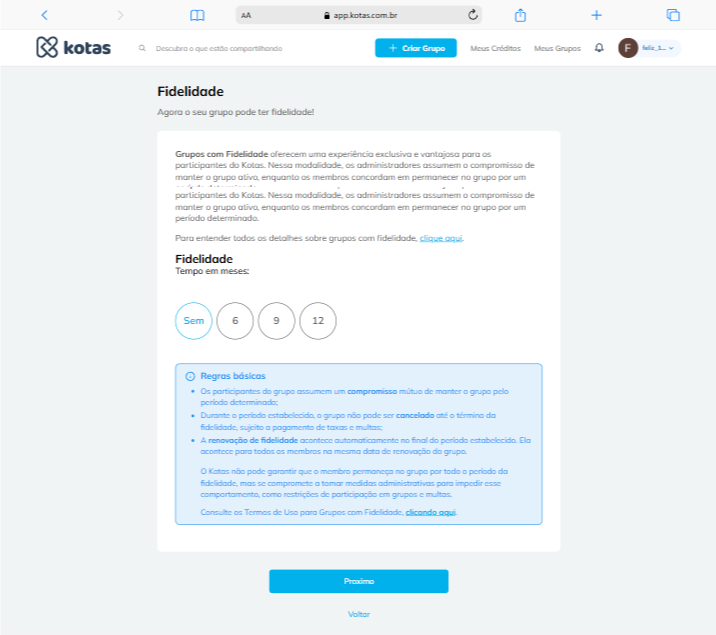 AA
app.kotas.com.br
kotas
Descubra o que estão compartilhando
+ Criar Grupo
Meus Créditos
Meus Grupos
F
feliz_1...
Fidelidade
Agora o seu grupo pode ter fidelidade!
Grupos com Fidelidade oferecem uma experiência exclusiva e vantajosa para os
participantes do Kotas. Nessa modalidade, os administradores assumem o compromisso de
manter o grupo ativo, enquanto os membros concordam em permanecer no grupo por um
participantes do Kotas. Nessa modalidade, os administradores assumem o compromisso de
manter o grupo ativo, enquanto os membros concordam em permanecer no grupo por um
período determinado.
Para entender todos os detalhes sobre grupos com fidelidade, clique aqui.
Fidelidade
Tempo em meses:
Sem
6
9
12
Regras básicas
• Os participantes do grupo assumem um compromisso mútuo de manter o grupo pelo
período determinado;
• Durante o período estabelecido, o grupo não pode ser cancelado até o término da
fidelidade, sujeito a pagamento de taxas e multas;
• A renovação de fidelidade acontece automaticamente no final do período estabelecido. Ela
acontece para todos os membros na mesma data de renovação do grupo.
O Kotas não pode garantir que o membro permaneça no grupo por todo o período da
fidelidade, mas se compromete a tomar medidas administrativas para impedir esse
comportamento, como restrições de participação em grupos e multas.
Consulte os Termos de Uso para Grupos com Fidelidade, clicando aqui.
Proximo
Voltar